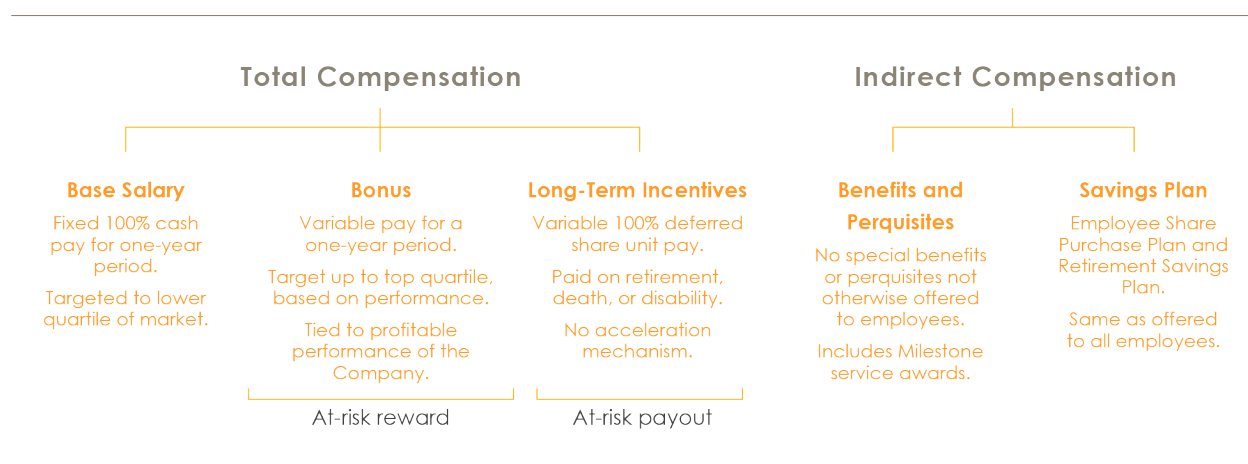 Total Compensation
Indirect Compensation
Base Salary
Fixed 100% cash
pay for one-year
period.
Targeted to lower
quartile of market.
Bonus
Variable pay for a
one-year period.
Target up to top quartile,
based on performance.
Tied to profitable
performance of the
Company.
At-risk reward
Long-Term Incentives
Variable 100% deferred
share unit pay.
Paid on retirement,
death, or disability.
No acceleration
mechanism.
At-risk payout
Benefits and
Perquisites
No special benefits
or perquisites not
otherwise offered
to employees.
Includes Milestone
service awards.
Savings Plan
Employee Share
Purchase Plan and
Retirement Savings
Plan.
Same as offered
to all employees.